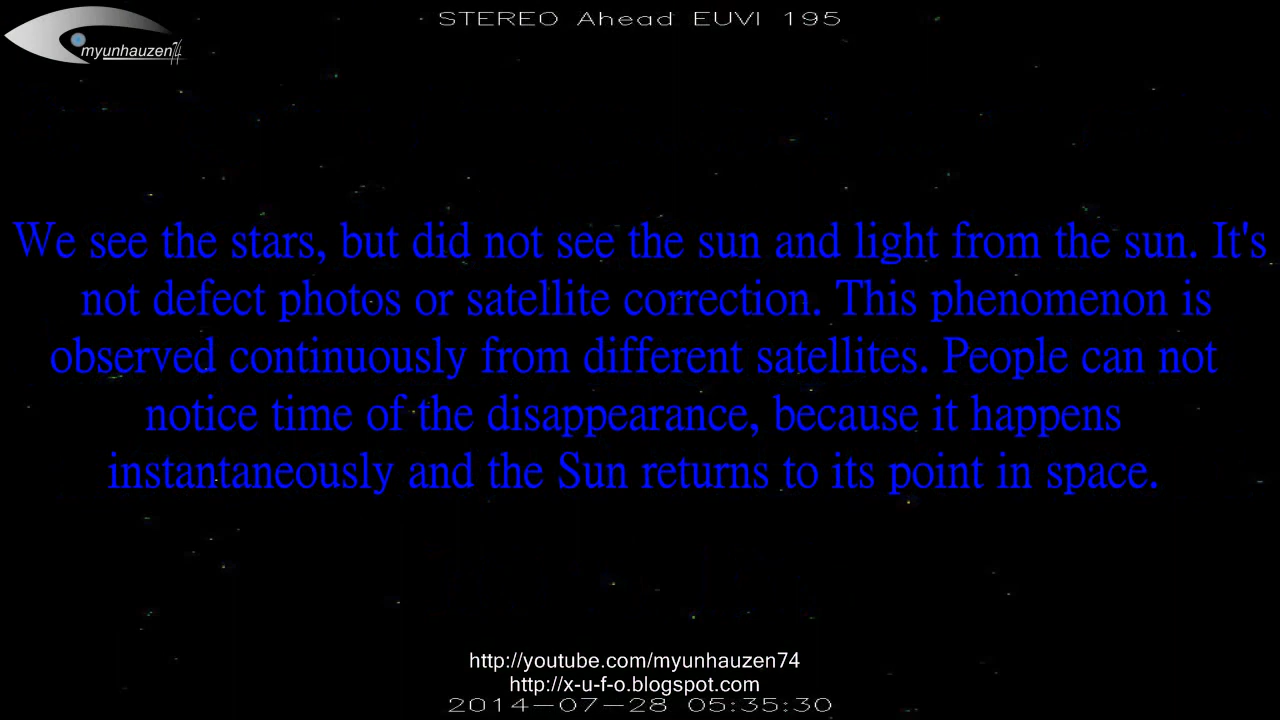 STEREO Ahead EUVI 195
myunhauzen74
We see the stars, but did not see the sun and light from the sun. It's
not defect photos or satellite correction. This phenomenon is
observed continuously from different satellites. People can not
notice time of the disappearance, because it happens
instantaneously and the Sun returns to its point in space.
http://youtube.com/myunhauzen74
http://x-u-f-o.blogspot.com
2014-07-28 05:35:30